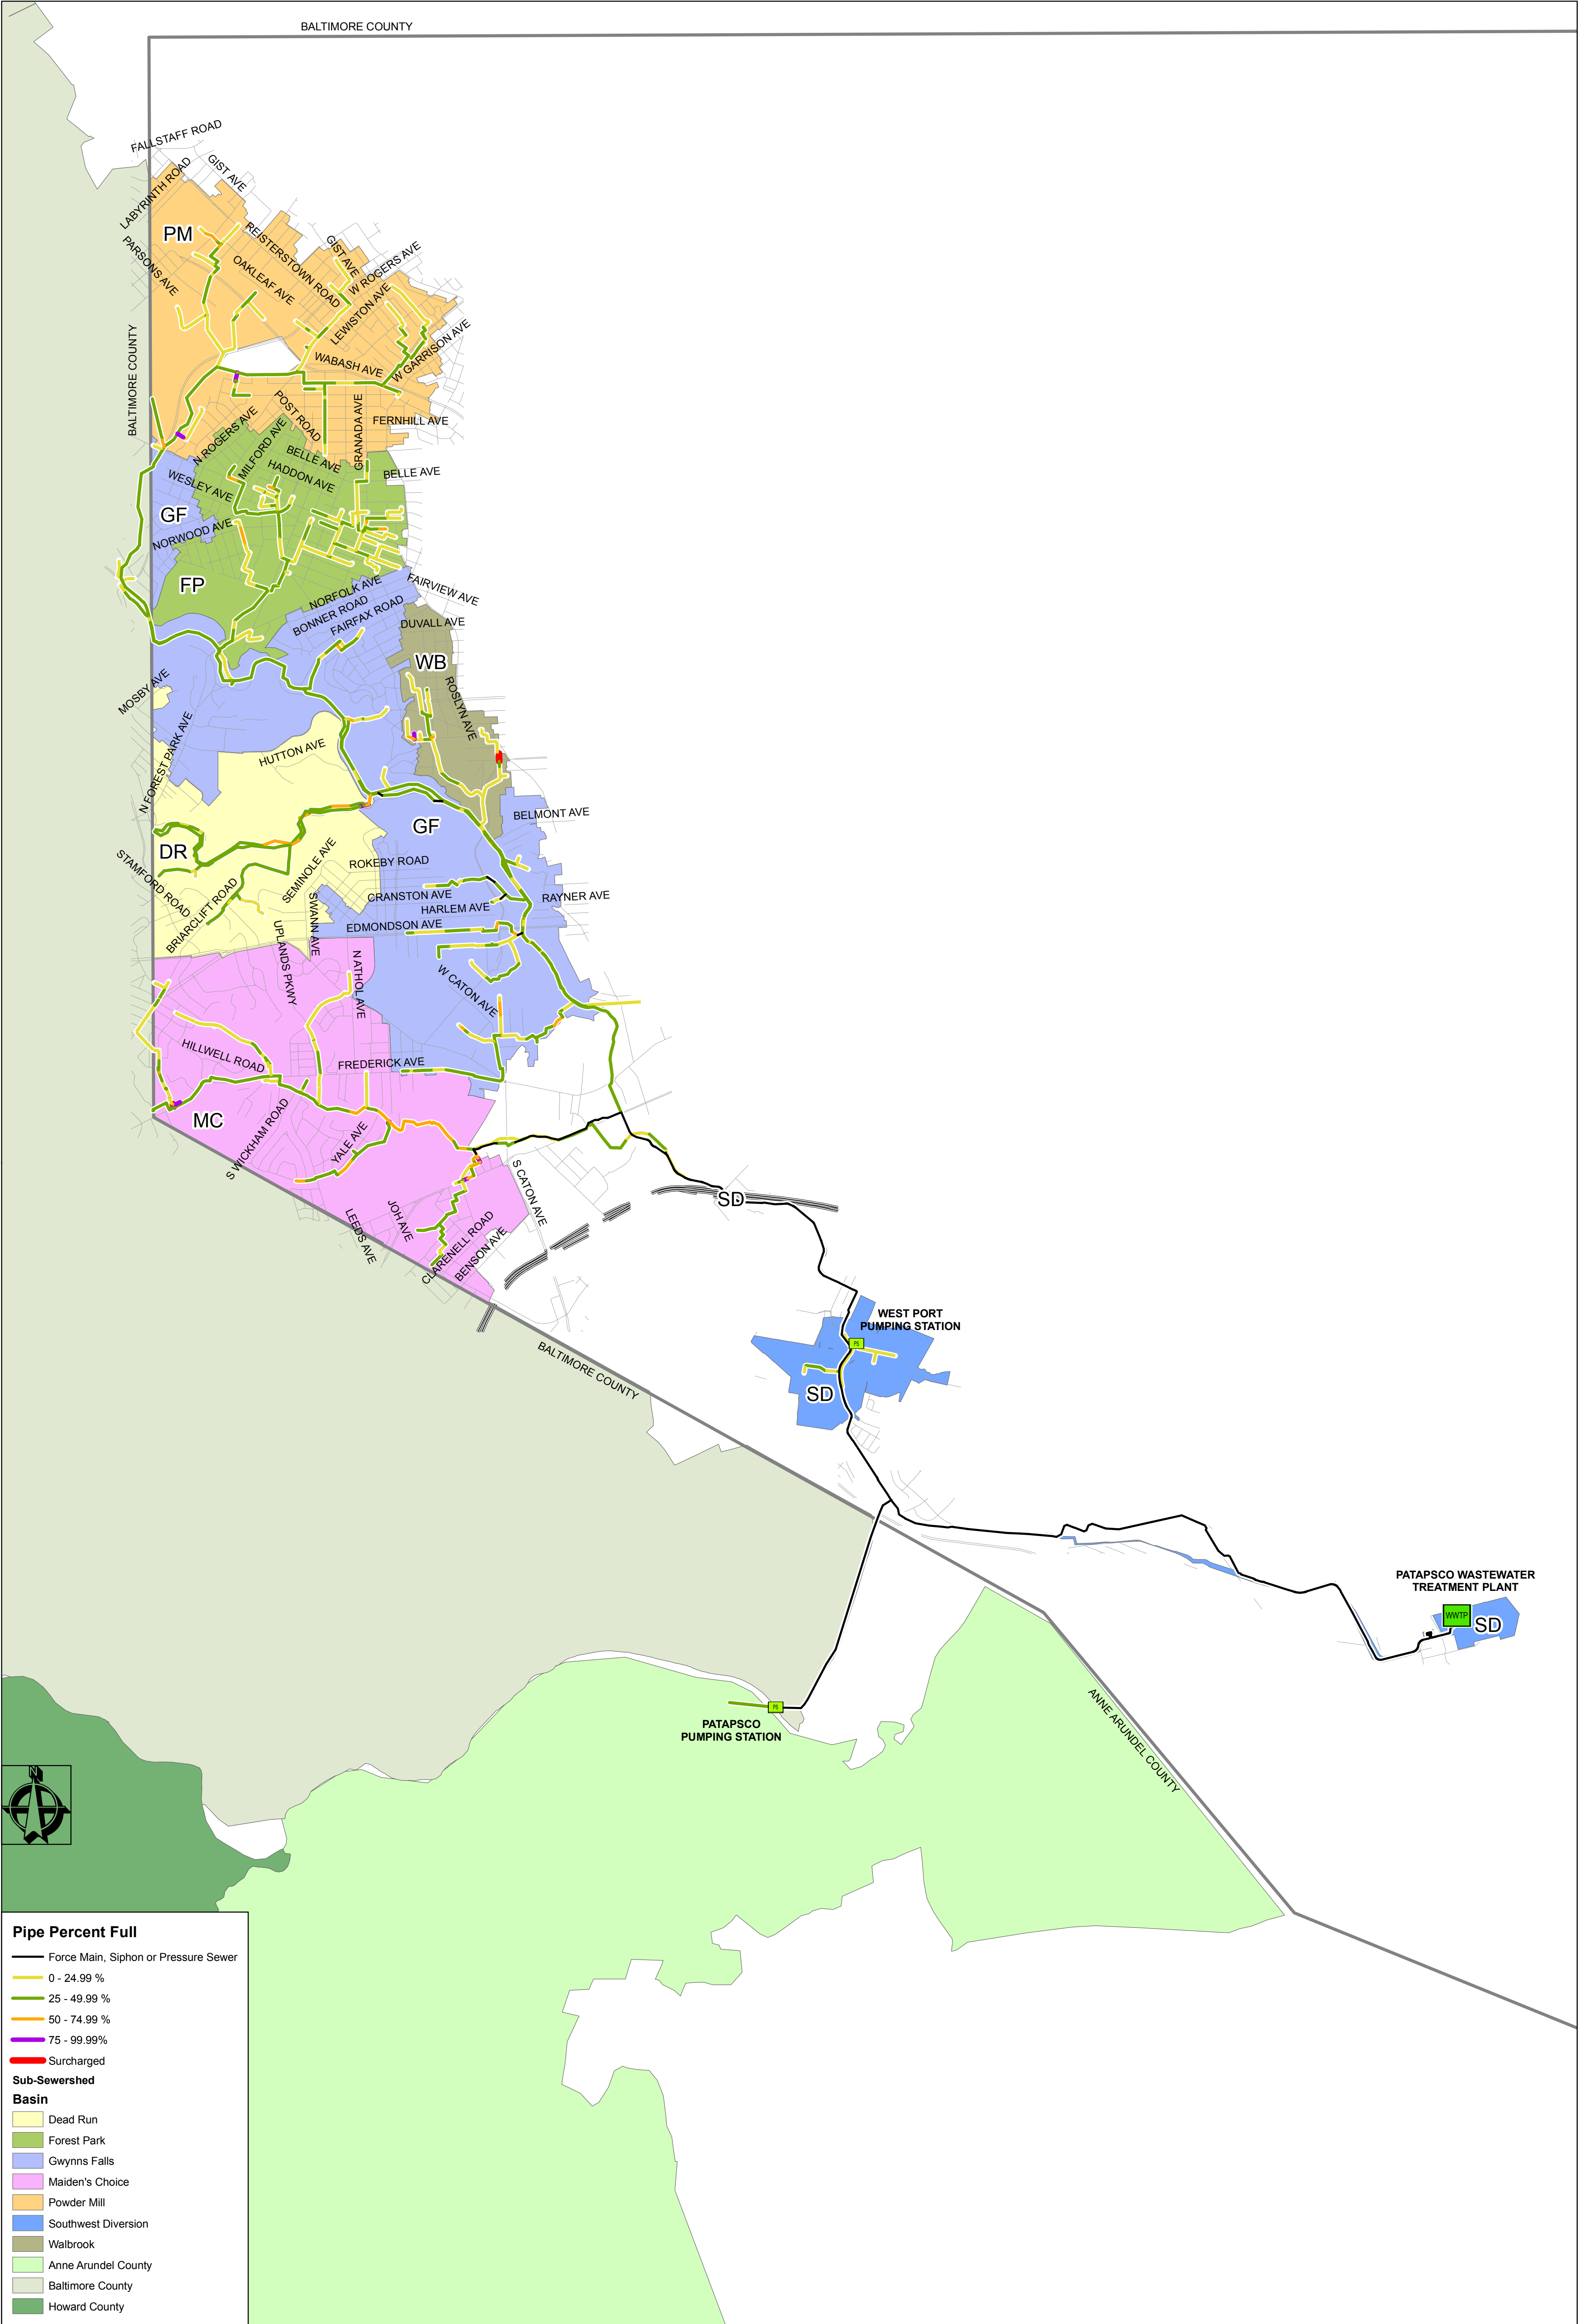 BALTIMORE COUNTY
FALLSTAFF ROAD
GIST AVE
LABYRINTH ROAD
PM
REISTERSTOWN ROAD
GIST AVE
W ROGERS AVE
PARSONS AVE
OAKLEAF AVE
LEWISTON AVE
BALTIMORE COUNTY
WABASH AVE
W GARRISON AVE
POST ROAD
GRANADA AVE
FERNHILL AVE
N ROGERS AVE
MILFORD AVE
BELLE AVE
HADDON AVE
BELLE AVE
WESLEY AVE
GF
NORWOOD AVE
FP
NORFOLK AVE
FAIRVIEW AVE
BONNER ROAD
FAIRFAX ROAD
DUVALL AVE
WB
MOSBY AVE
ROSLYN AVE
N FOREST PARK AVE
HUTTON AVE
GF
BELMONT AVE
DR
STAMFORD ROAD
SEMINOLE AVE
ROKEBY ROAD
BRIARCLIFT ROAD
CRANSTON AVE
RAYNER AVE
HARLEM AVE
SWANN AVE
EDMONDSON AVE
UPLANDS PKWY
N ATHOL AVE
W CATON AVE
HILLWELL ROAD
FREDERICK AVE
MC
S WICKHAM ROAD
YALE AVE
S CATON AVE
SD
LEEDS AVE
JOH AVE
CLARENELL ROAD
BENSON AVE
WEST PORT
PUMPING STATION
PS
BALTIMORE COUNTY
SD
PATAPSCO WASTEWATER
TREATMENT PLANT
WWTP
SD
PS
PATAPSCO
PUMPING STATION
ANNE ARUNDEL COUNTY
N
Pipe Percent Full
Force Main, Siphon or Pressure Sewer
0 - 24.99 %
25 - 49.99 %
50 - 74.99 %
75 - 99.99%
Surcharged
Sub-Sewershed
Basin
Dead Run
Forest Park
Gwynns Falls
Maiden's Choice
Powder Mill
Southwest Diversion
Walbrook
Anne Arundel County
Baltimore County
Howard County